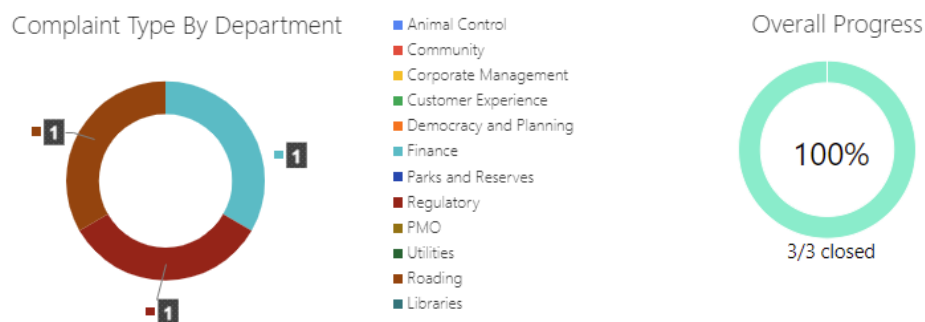 Complaint Type By Department
1
1
1
Animal Control
Community
Corporate Management
Customer Experience
Democracy and Planning
Finance
Parks and Reserves
Regulatory
PMO
Utilities
Roading
Libraries
Overall Progress
100%
3/3 closed